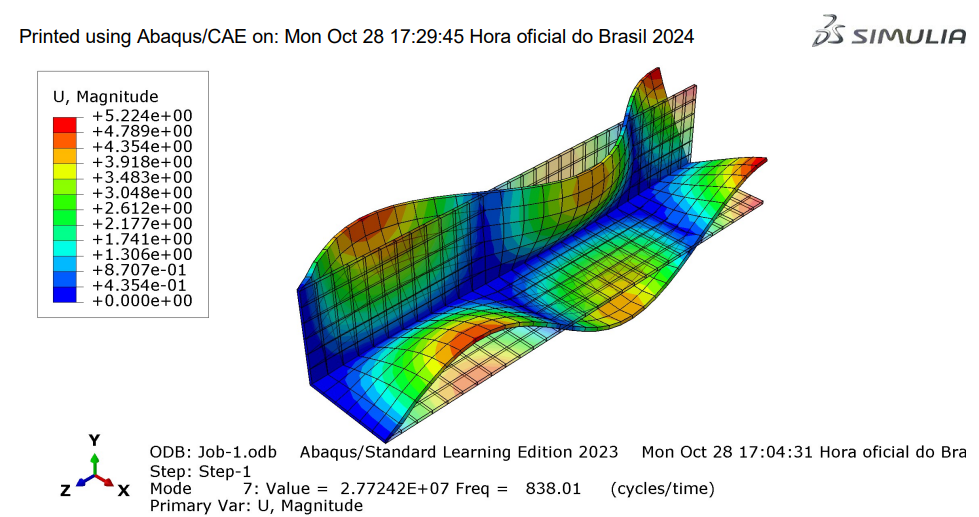 Printed using Abaqus/CAE on: Mon Oct 28 17:29:45 Hora oficial do Brasil 2024
SIMULIA
U, Magnitude
+5.224e+00
+4.789e+00
+4.354e+00
+3.918e+00
+3.483e+00
+3.048e+00
+2.612e+00
+2.177e+00
+1.741e+00
+1.306e+00
+8.707e-01
+4.354e-01
+0.000e+00
Y
Z X
ODB: Job-1.odb Abaqus/Standard Learning Edition 2023 Mon Oct 28 17:04:31 Hora oficial do Bra
Step: Step-1
Mode 7: Value = 2.77242E+07 Freq = 838.01 (cycles/time)
Primary Var: U, Magnitude